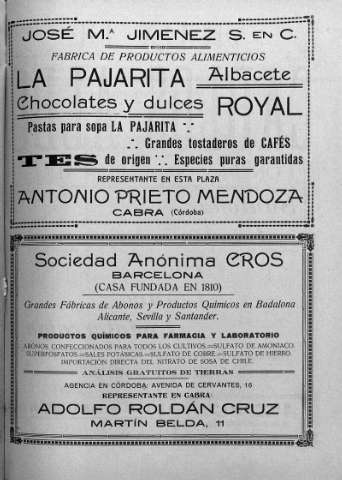 JOSÉ M.ª JIMENEZ S. EN C.
FABRICA DE PRODUCTOS ALIMENTICIOS
LA PAJARITA Albacete
Chocolates y dulces ROYAL
Pastas para sopa LA PAJARITA
Grandes tostaderos de CAFÉS
TES de origen Especies puras garantidas
REPRESENTANTE EN ESTA PLAZA
ANTONIO PRIETO MENDOZA
CABRA (Córdoba)
Sociedad Anónima CROS
BARCELONA
(CASA FUNDADA EN 1810)
Grandes Fábricas de Abonos y Productos Químicos en Badalona
Alicante, Sevilla y Santander.
PRODUCTOS QUÍMICOS PARA FARMACIA Y LABORATORIO
ABONOS CONFECCIONADOS PARA TODOS LOS CULTIVOS.—SULFATO DE AMONIACO.
SUPERFOSFATOS.—SALES POTÁSICAS.—SULFATO DE COBRE.—SULFATO DE HIERRO.
IMPORTACIÓN DIRECTA DEL NITRATO DE SOSA DE CHILE.
ANÁLISIS GRATUITOS DE TIERRAS
AGENCIA EN CÓRDOBA: AVENIDA DE CERVANTES, 16
REPRESENTANTE EN CABRA:
ADOLFO ROLDÁN CRUZ
MARTÍN BELDA, 11